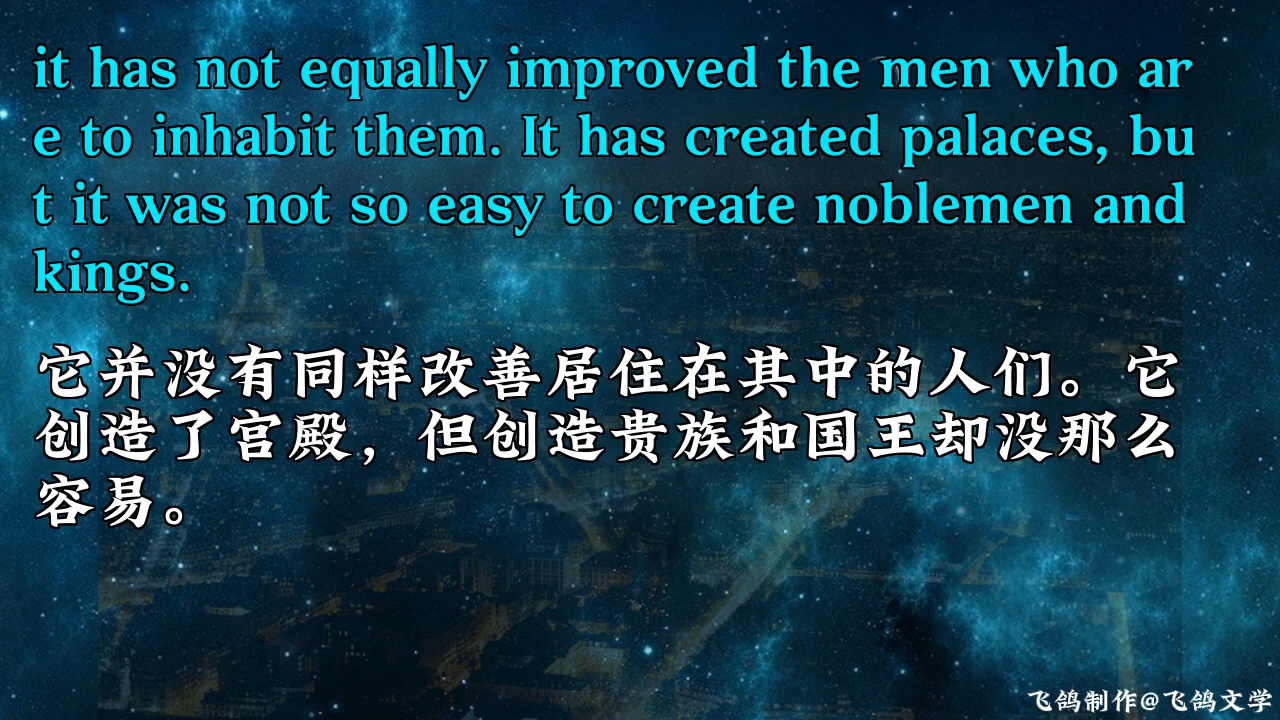 it has not equally improved the men who ar
e to inhabit them. It has created palaces, bu
t it was not so easy to create noblemen and
kings.
它并没有同样改善居住在其中的人们。它
创造了宫殿，但创造贵族和国王却没那么
容易。
飞鸽制作@飞鸽文学